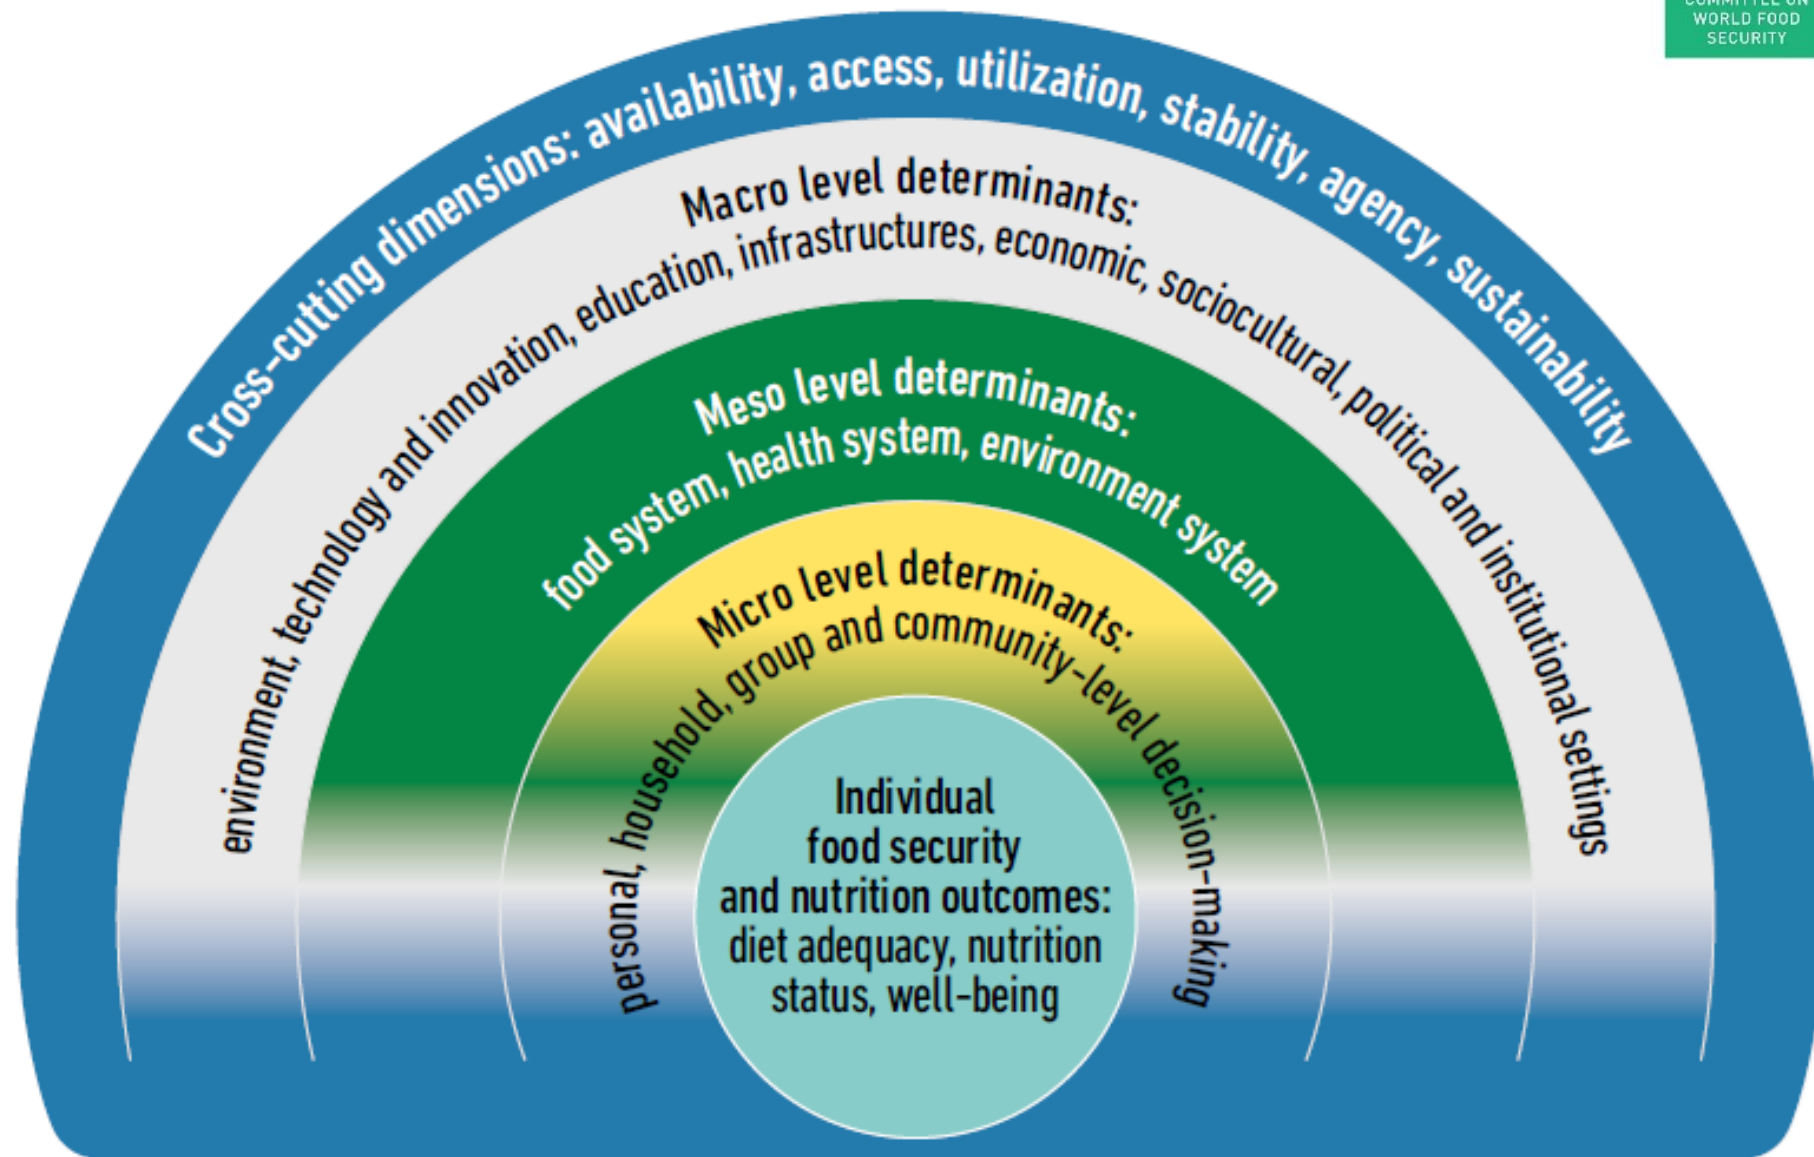 COMMITTEE ON
WORLD FOOD
SECURITY
Cross-cutting dimensions: availability, access, utilization, stability, agency, sustainability
Macro level determinants:
environment, technology and innovation, education, infrastructures, economic, sociocultural, political and institutional settings
Meso level determinants:
food system, health system, environment system
Micro level determinants:
personal, household, group and community-level decision-making
Individual
food security
and nutrition outcomes:
diet adequacy, nutrition
status, well-being